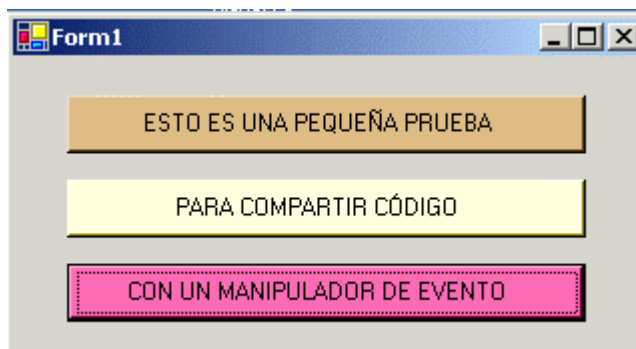 Form1
ESTO ES UNA PEQUEÑA PRUEBA
PARA COMPARTIR CÓDIGO
CON UN MANIPULADOR DE EVENTO